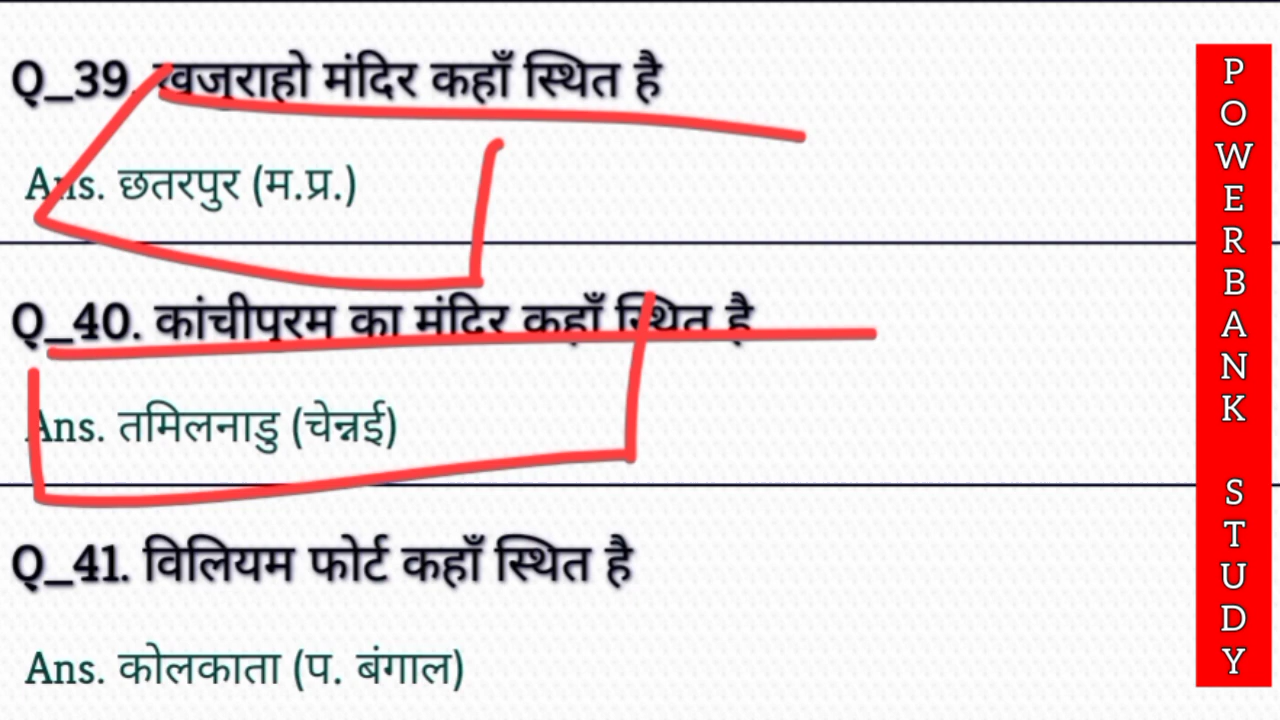 Q_39. खजुराहो मंदिर कहाँ स्थित है
Ans. छतरपुर (म.प्र.)
Q_40. कांचीपुरम का मंदिर कहाँ स्थित है
Ans. तमिलनाडु (चेन्नई)
Q_41. विलियम फोर्ट कहाँ स्थित है
Ans. कोलकाता (प. बंगाल)
POWERBANK STUDY